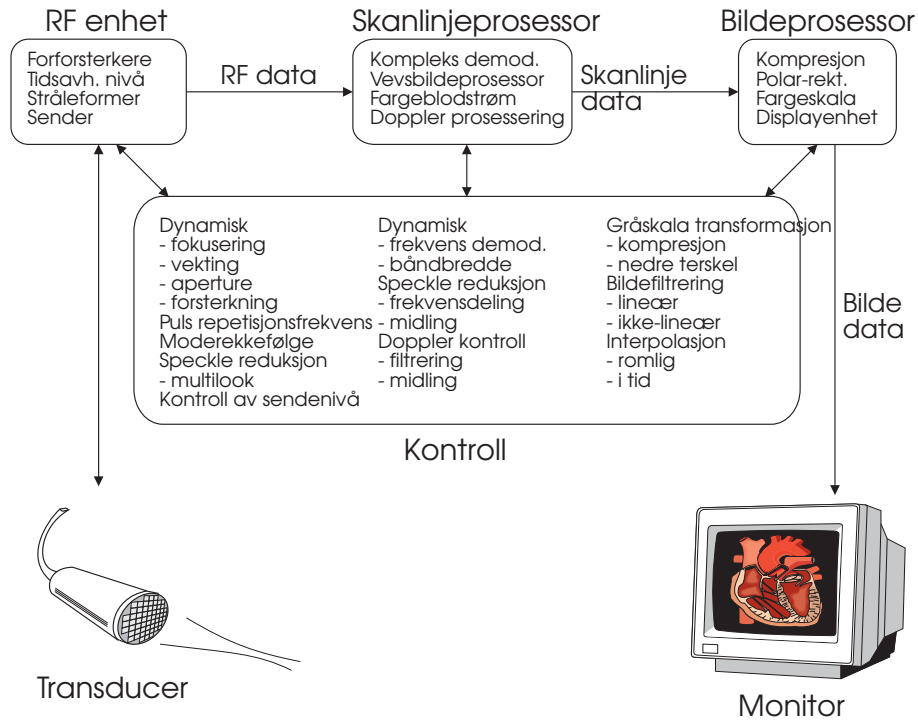 RF enhet
Forforsterkere
Tidsavh. nivå
Stråleformer
Sender
RF data
Skanlinjeprosessor
Kompleks demod.
Vevsbildeprosessor
Fargeblodstrøm
Doppler prosessering
Skanlinje
data
Bildeprosessor
Kompresjon
Polar-rekt.
Fargeskala
Displayenhet
Dynamisk
- fokusering
- vekting
- aperture
- forsterkning
Puls repetisjonsfrekvens
Moderekkefølge
Speckle reduksjon
- multilook
Kontroll av sendenivå
Dynamisk
- frekvens demod.
- båndbredde
Speckle reduksjon
- frekvensdeling
- midling
Doppler kontroll
- filtrering
- midling
Gråskala transformasjon
- kompresjon
- nedre terskel
Bildefiltrering
- lineær
- ikke-lineær
Interpolasjon
- romlig
- i tid
Kontroll
Bilde
data
Transducer
Monitor